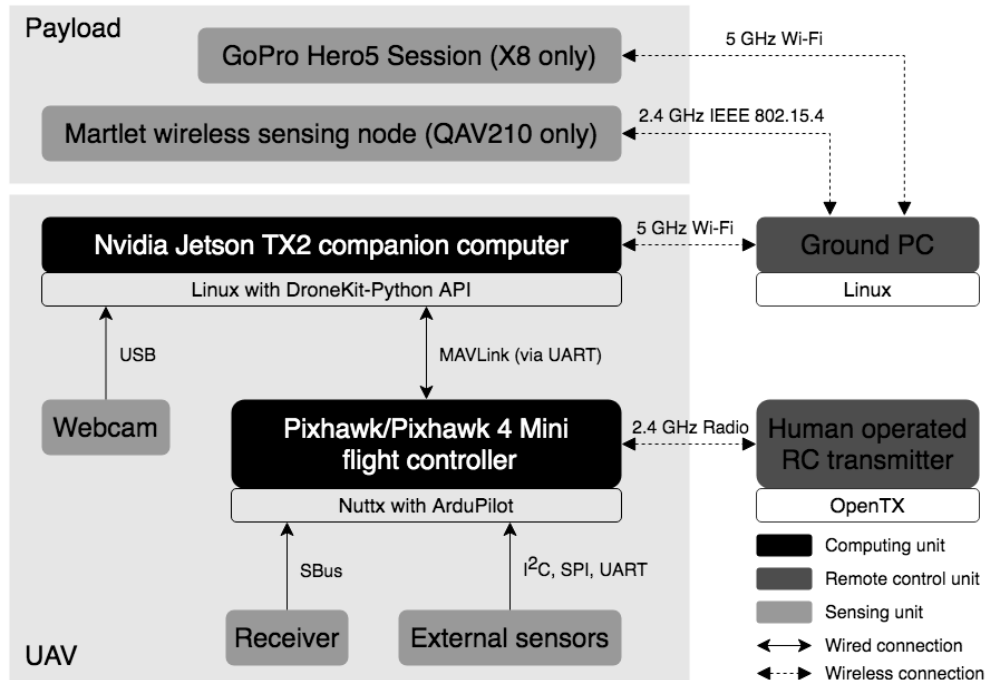 Payload
GoPro Hero5 Session (X8 only)
5 GHz Wi-Fi
Martlet wireless sensing node (QAV210 only)
2.4 GHz IEEE 802.15.4
Nvidia Jetson TX2 companion computer
Linux with DroneKit-Python API
5 GHz Wi-Fi
Ground PC
Linux
USB
MAVLink (via UART)
Webcam
Pixhawk/Pixhawk 4 Mini
flight controller
Nuttx with ArduPilot
2.4 GHz Radio
Human operated
RC transmitter
OpenTX
SBus
I²C, SPI, UART
Receiver
External sensors
UAV
Computing unit
Remote control unit
Sensing unit
Wired connection
Wireless connection